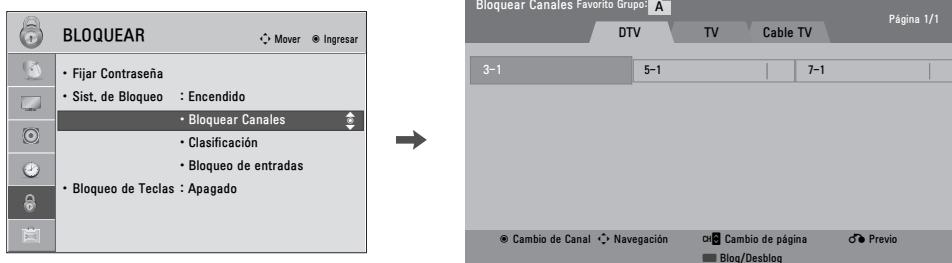 BLOQUEAR
Mover Ingresar
• Fijar Contraseña
• Sist. de Bloqueo : Encendido
• Bloquear Canales
• Clasificación
• Bloqueo de entradas
• Bloqueo de Teclas : Apagado
Bloquear Canales Favorito Grupo: A
Página 1/1
DTV TV Cable TV
3-1 5-1 7-1
Cambio de Canal Navegación CH Cambio de página Previo
Bloq/Desbloq